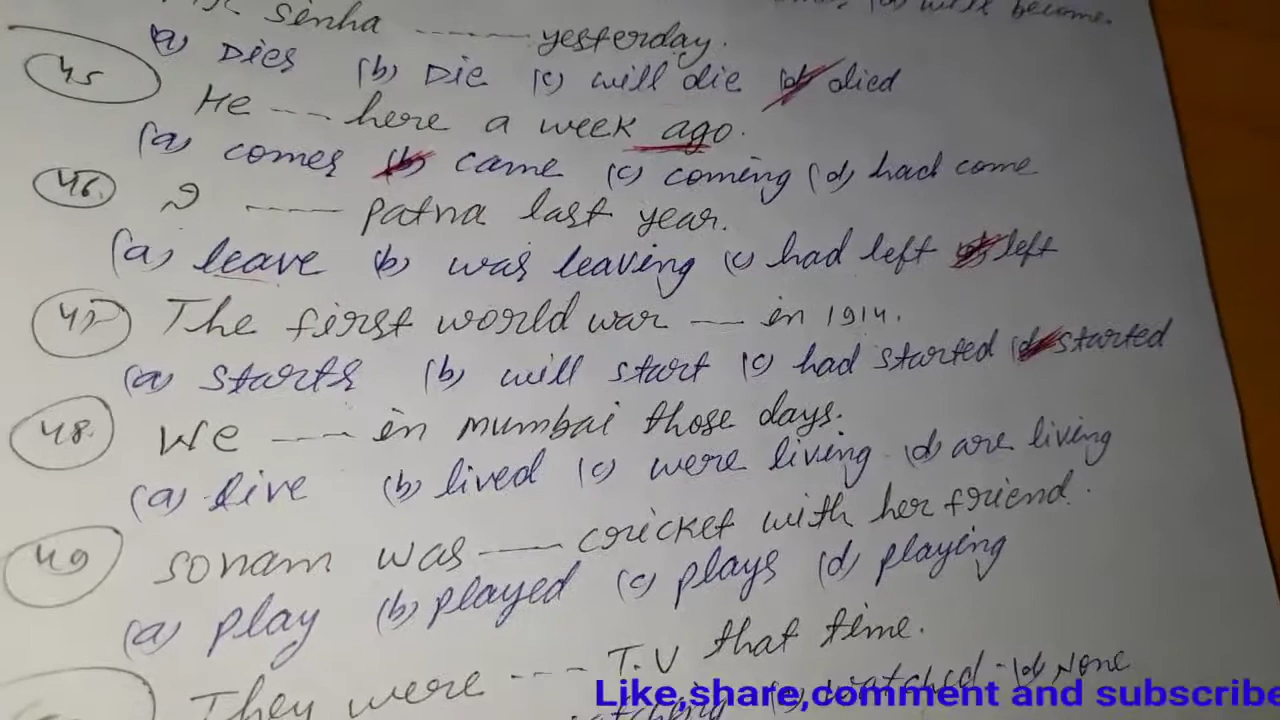 Sinha ------ yesterday.
(a) Dies (b) Die (c) will die (d) died
45 He --- here a week ago.
(a) comes (b) came (c) coming (d) had come
46. I ---- Patna last year.
(a) leave (b) was leaving (c) had left (d) left
47 The first world war -- in 1914.
(a) starts (b) will start (c) had started (d) started
48. We --- in mumbai those days.
(a) live (b) lived (c) were living (d) are living
49 sonam was --- cricket with her friend.
(a) play (b) played (c) plays (d) playing
They were --- T.V that time.
(d) None
Like,share,comment and subscribe